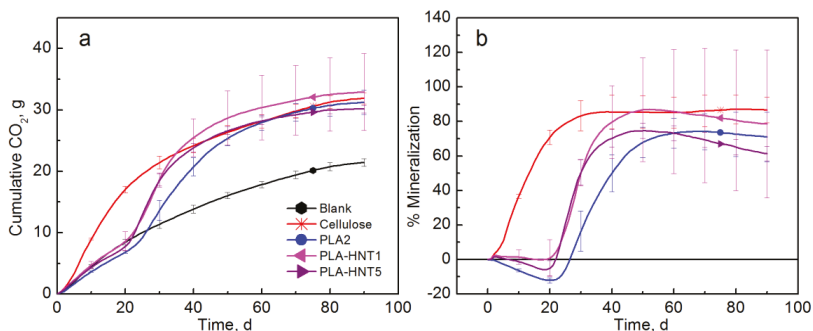 a
Cumulative CO2, g
40
30
20
10
0
0 20 40 60 80 100
Time, d
Blank
Cellulose
PLA2
PLA-HNT1
PLA-HNT5
b
% Mineralization
140
120
100
80
60
40
20
0
-20
0 20 40 60 80 100
Time, d